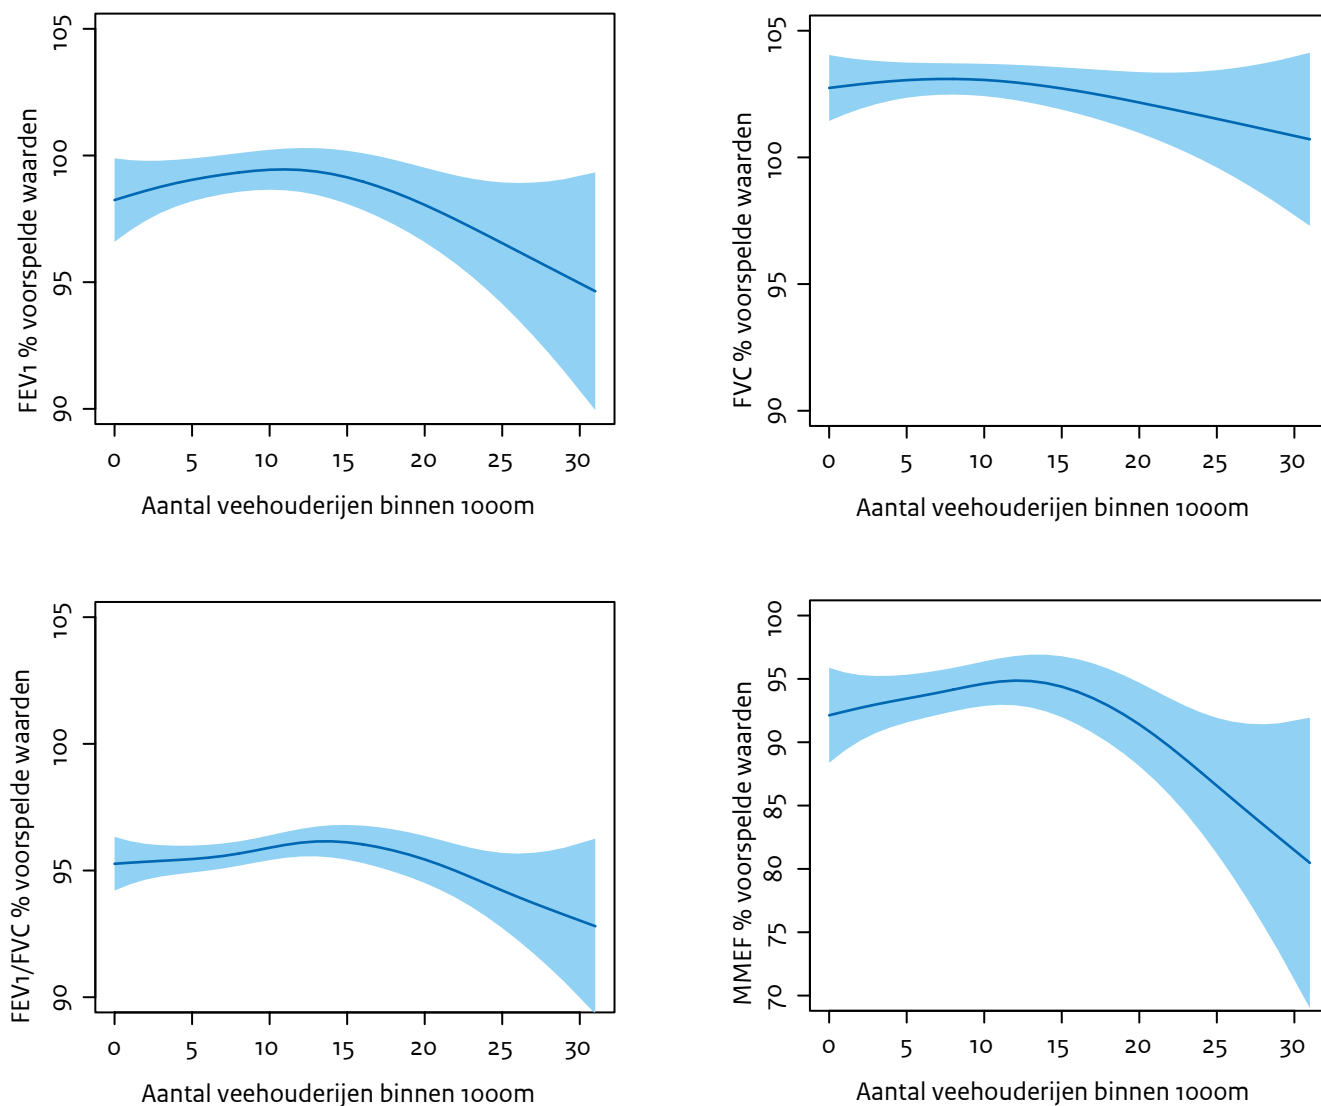 FEV1 % voorspelde waarden
105
100
95
90
0 5 10 15 20 25 30
Aantal veehouderijen binnen 1000m
FVC % voorspelde waarden
105
100
95
90
0 5 10 15 20 25 30
Aantal veehouderijen binnen 1000m
FEV1/FVC % voorspelde waarden
105
100
95
90
0 5 10 15 20 25 30
Aantal veehouderijen binnen 1000m
MMEF % voorspelde waarden
100
95
90
85
80
75
70
0 5 10 15 20 25 30
Aantal veehouderijen binnen 1000m